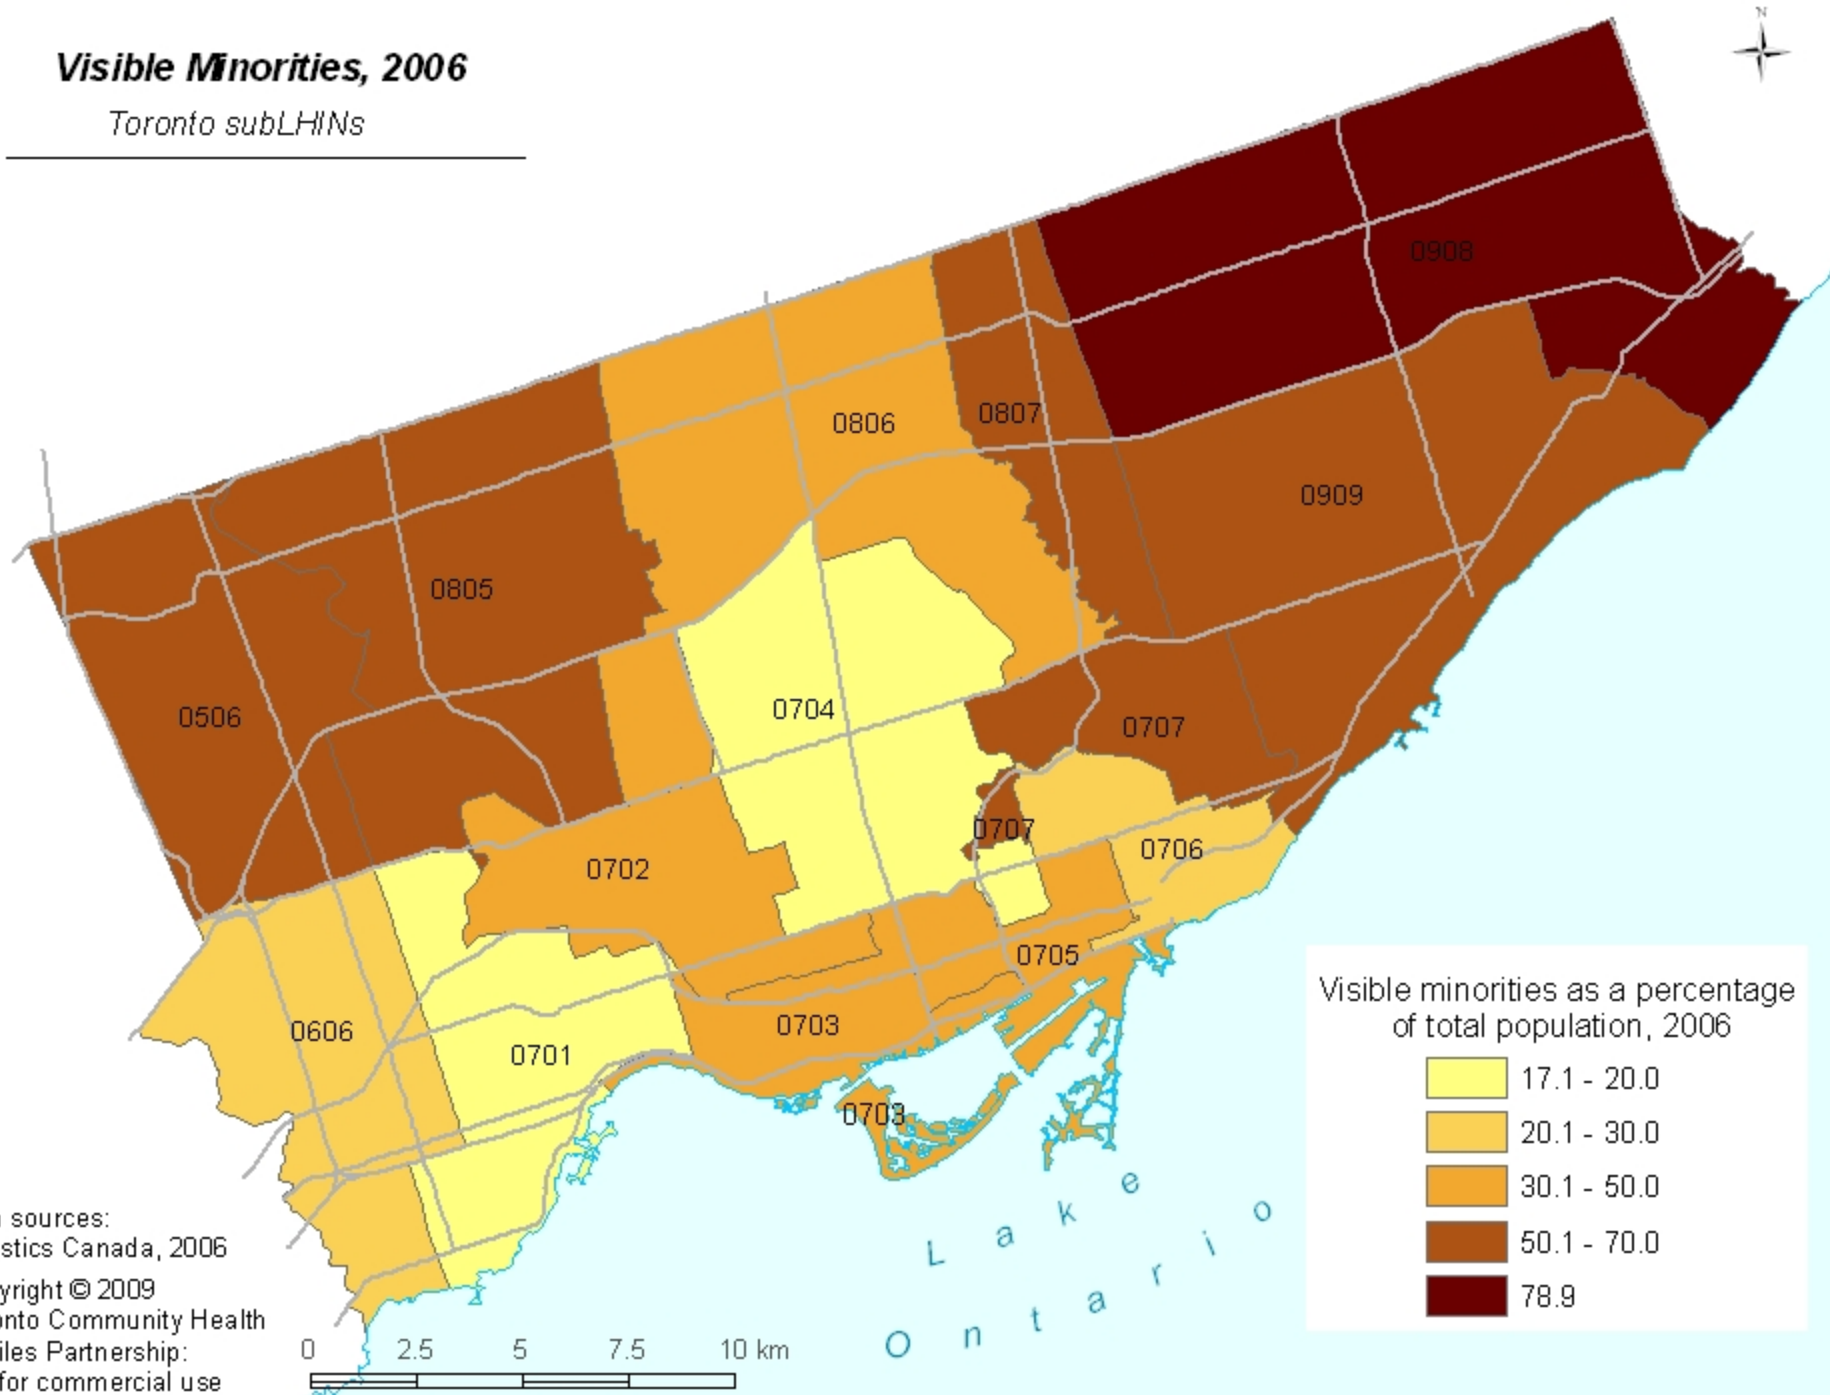 Visible Minorities, 2006
Toronto subLHINs
N
0908
0806
0807
0909
0805
0506
0704
0707
0707
0706
0702
0705
0606
0701
0703
0703
Lake
Ontario
Visible minorities as a percentage
of total population, 2006
17.1 - 20.0
20.1 - 30.0
30.1 - 50.0
50.1 - 70.0
78.9
sources:
stics Canada, 2006
yright © 2009
onto Community Health
iles Partnership:
for commercial use
0 2.5 5 7.5 10 km